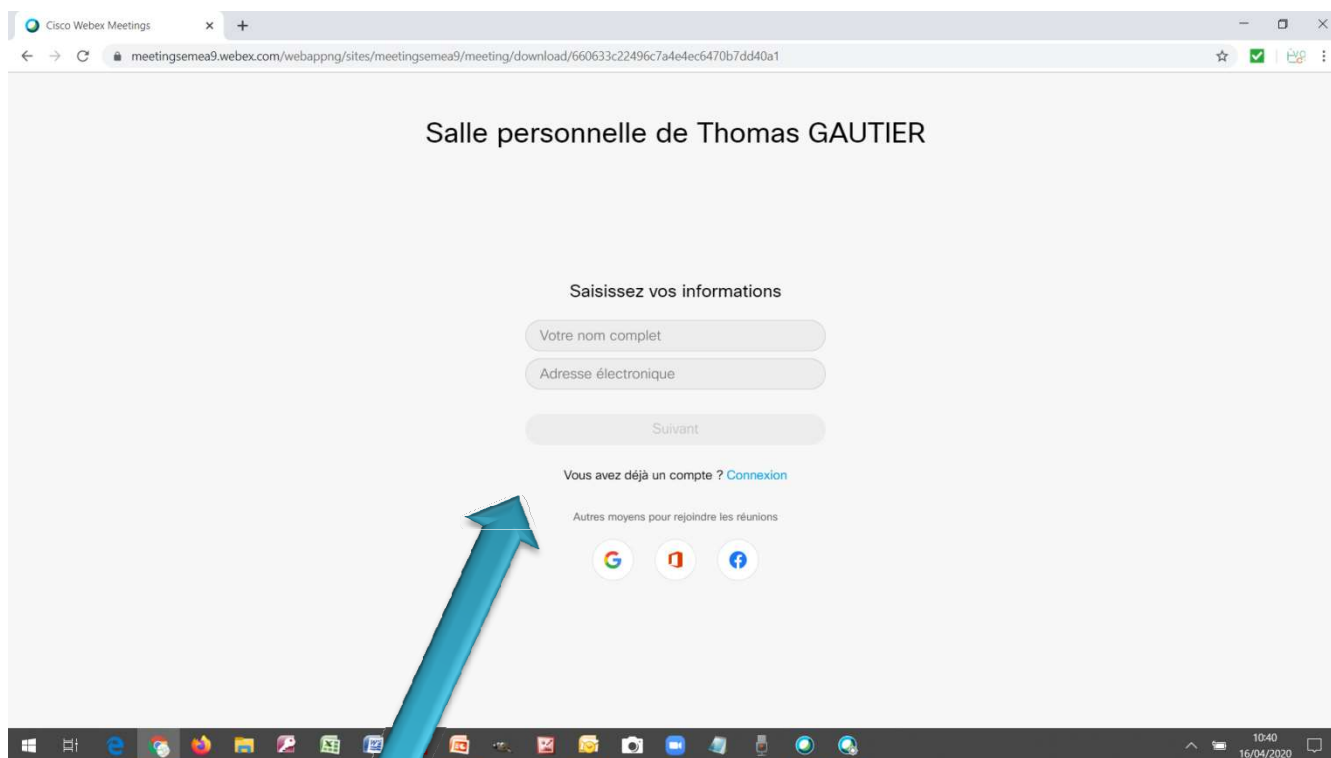 Cisco Webex Meetings
meetingsemea9.webex.com/webappng/sites/meetingsemea9/meeting/download/660633c22496c7a4e4ec6470b7dd40a1
Salle personnelle de Thomas GAUTIER
Saisissez vos informations
Votre nom complet
Adresse électronique
Suivant
Vous avez déjà un compte ? Connexion
Autres moyens pour rejoindre les réunions
10:40
16/04/2020